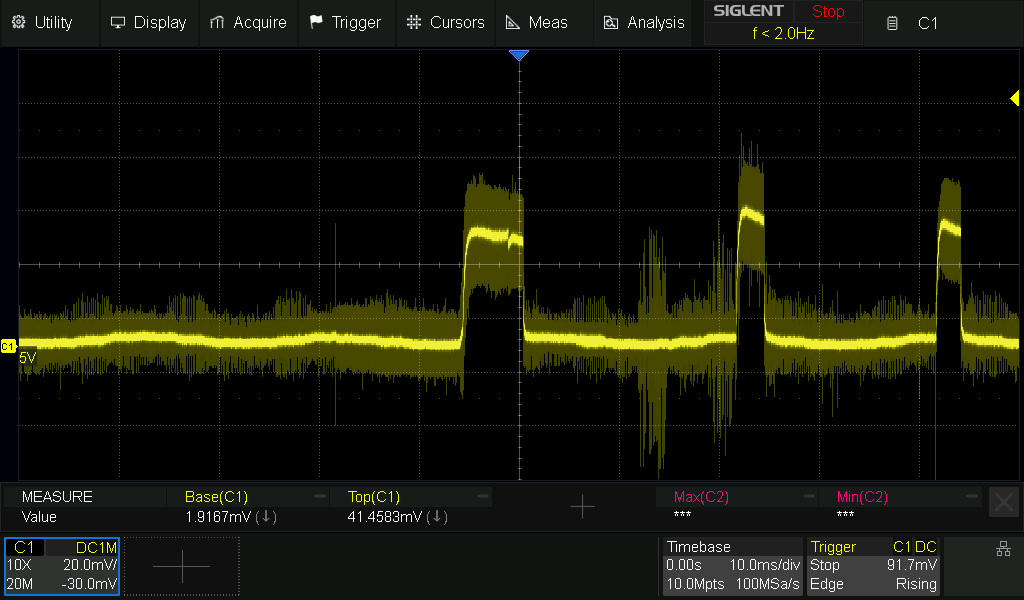 Utility Display Acquire Trigger Cursors Meas Analysis SIGLENT Stop C1
f < 2.0Hz
C1
5V
MEASURE Base(C1) Top(C1) Max(C2) Min(C2)
Value 1.9167mV (↓) 41.4583mV (↓) *** ***
C1 DC1M
10X 20.0mV/
20M -30.0mV
Timebase
0.00s 10.0ms/div
10.0Mpts 100MSa/s
Trigger C1 DC
Stop 91.7mV
Edge Rising